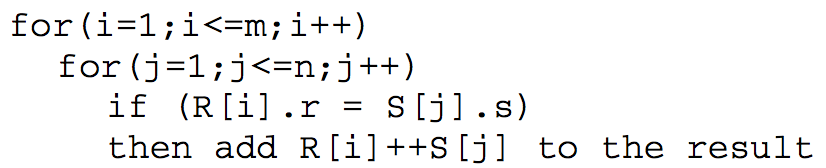 for(i=1;i<=m;i++)
for(j=1;j<=n;j++)
if (R[i].r = S[j].s)
then add R[i]++S[j] to the result